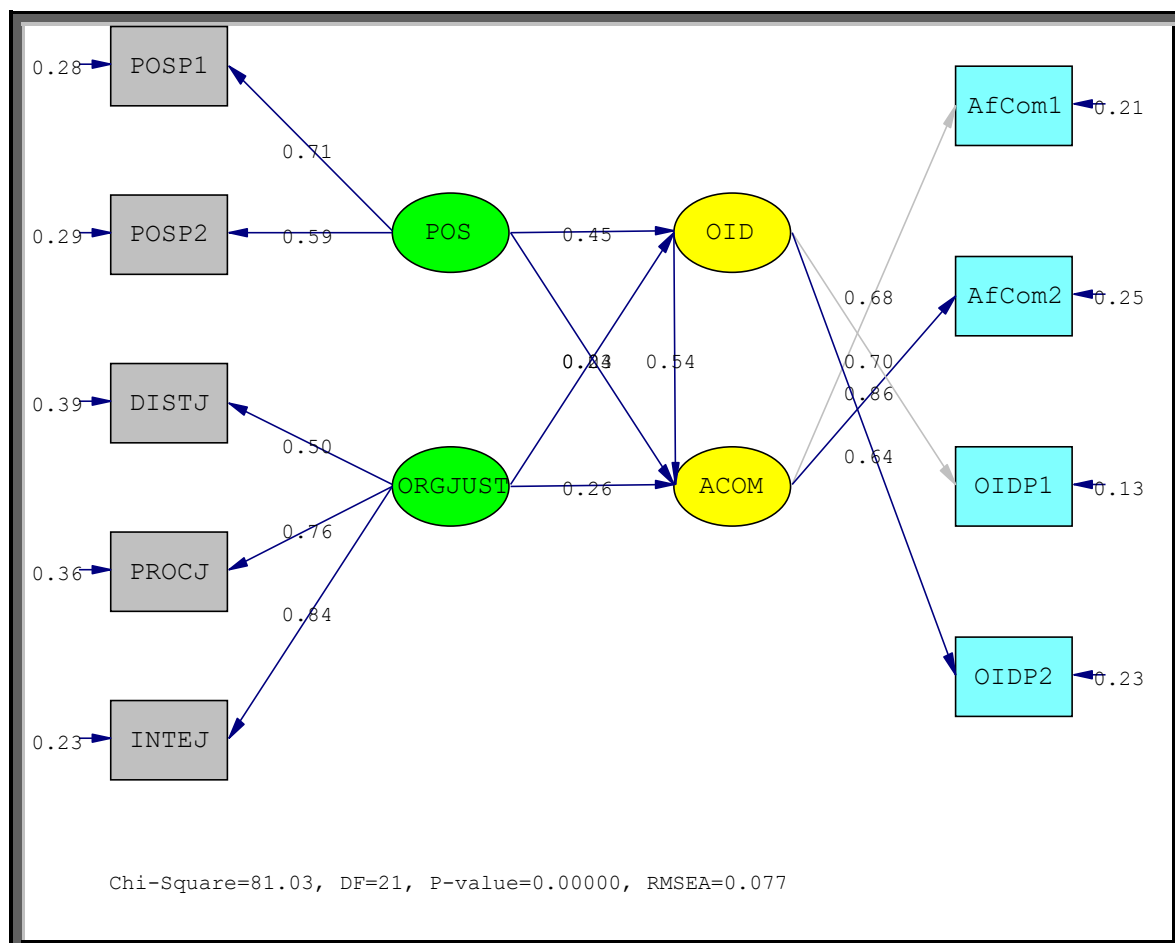 0.28
POSP1
0.71
POSP2
0.29
0.59
DISTJ
0.39
0.50
PROCJ
0.36
0.76
INTEJ
0.23
0.84
POS
ORGJUST
0.45
0.26
0.54
OID
ACOM
0.68
0.70
0.86
0.64
AfCom1
0.21
AfCom2
0.25
OIDP1
0.13
OIDP2
0.23
Chi-Square=81.03, DF=21, P-value=0.00000, RMSEA=0.077